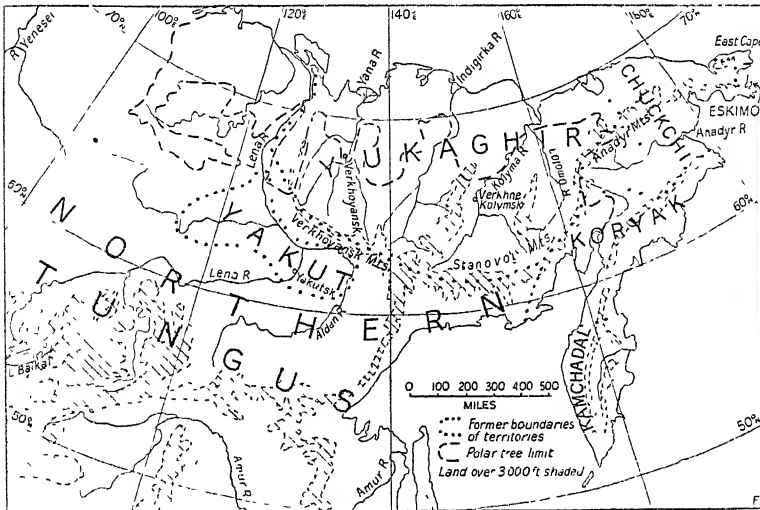 70°N
100°E
120°E
140°E
160°E
180°E
70°N
R Yenesei
Yana R
Indigirka R
East Cape
ESKIMO
CHUCKCHI
Anadyr Mts
Anadyr R
Lena R
YUKAGHIR
Verkhoyansk
Kolyma R
R Omolon
Verkhne
Kolymsk
60°N
YAKUT
Verkhoyansk Mts.
Stanovoi Mts.
KORYAK
60°N
NORTHERN
TUNGUS
Lena R
Yakutsk
Aldan R
L Baikal
KAMCHADAL
0 100 200 300 400 500
MILES
Former boundaries
of territories
Polar tree limit
Land over 3000 ft shaded
50°N
50°N
Amur R
Amur R
F